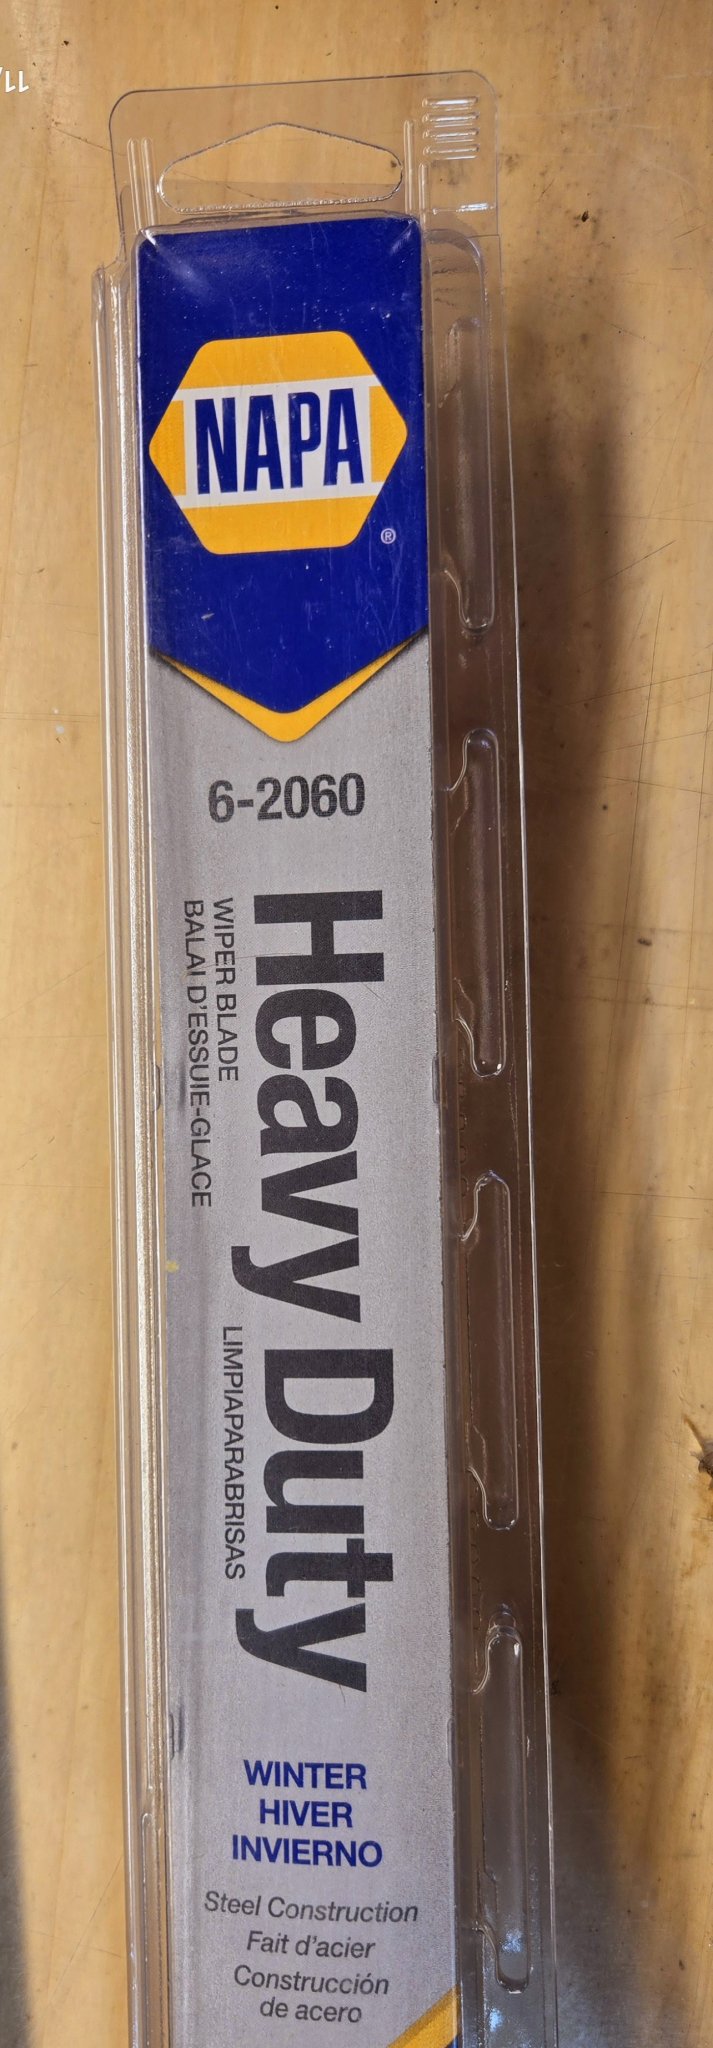 NAPA
®
6-2060
Heavy Duty
WIPER BLADE
BALAI D'ESSUIE-GLACE
LIMPIAPARABRISAS
WINTER
HIVER
INVIERNO
Steel Construction
Fait d'acier
Construcción
de acero